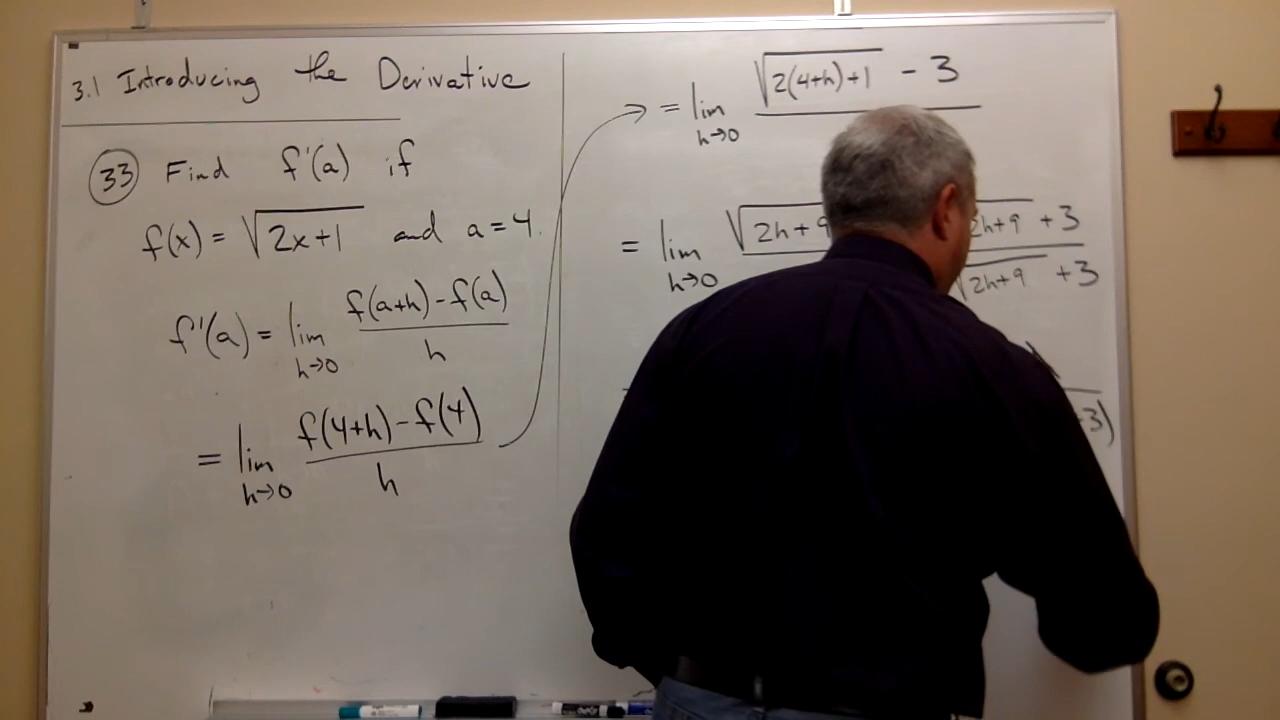 3.1 Introducing the Derivative
33 Find f'(a) if
f(x) = √2x+1 and a=4.
f'(a) = lim h→0 f(a+h)-f(a) / h
= lim h→0 f(4+h)-f(4) / h
= lim h→0 √2(4+h)+1 - 3
= lim h→0 √2h+9 2h+9 +3
√2h+9 +3
+3)